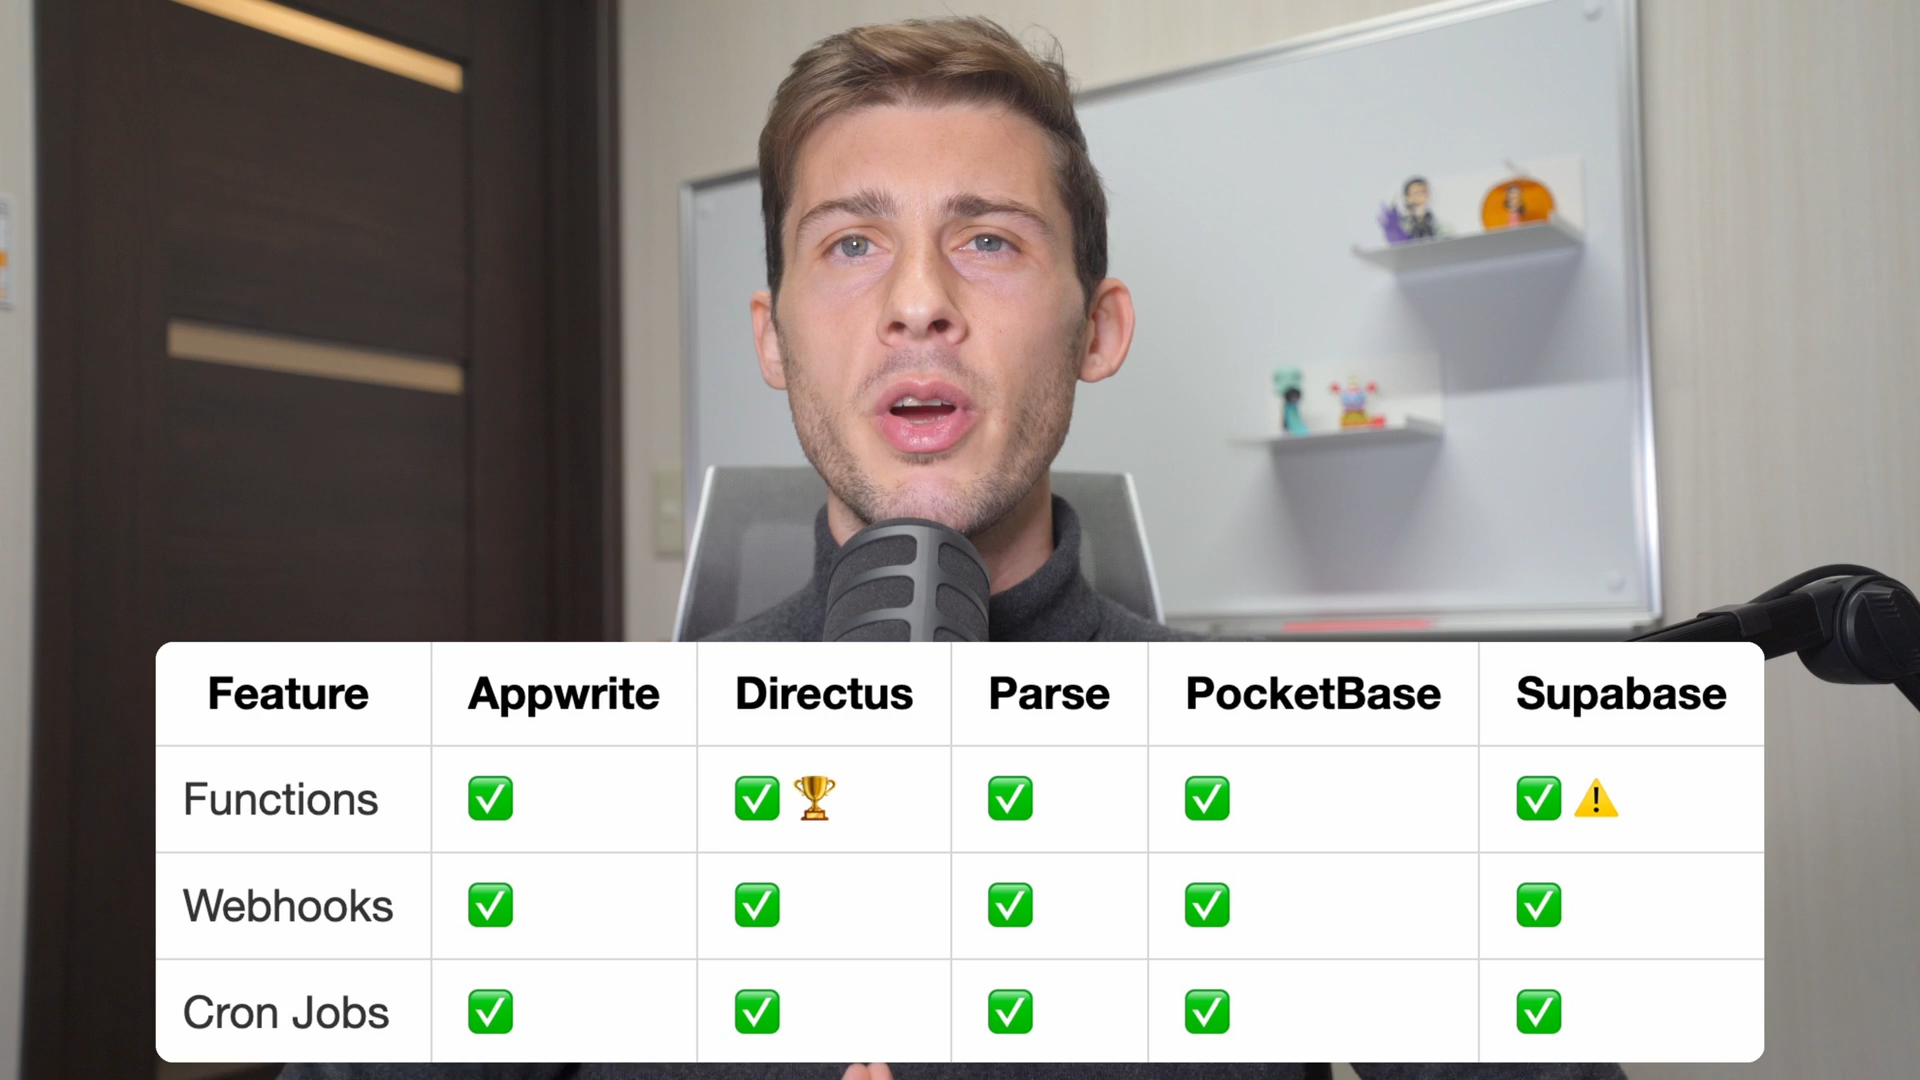 Feature Appwrite Directus Parse PocketBase Supabase
Functions ✅ ✅ 🏆 ✅ ✅ ✅ ⚠️
Webhooks ✅ ✅ ✅ ✅ ✅
Cron Jobs ✅ ✅ ✅ ✅ ✅